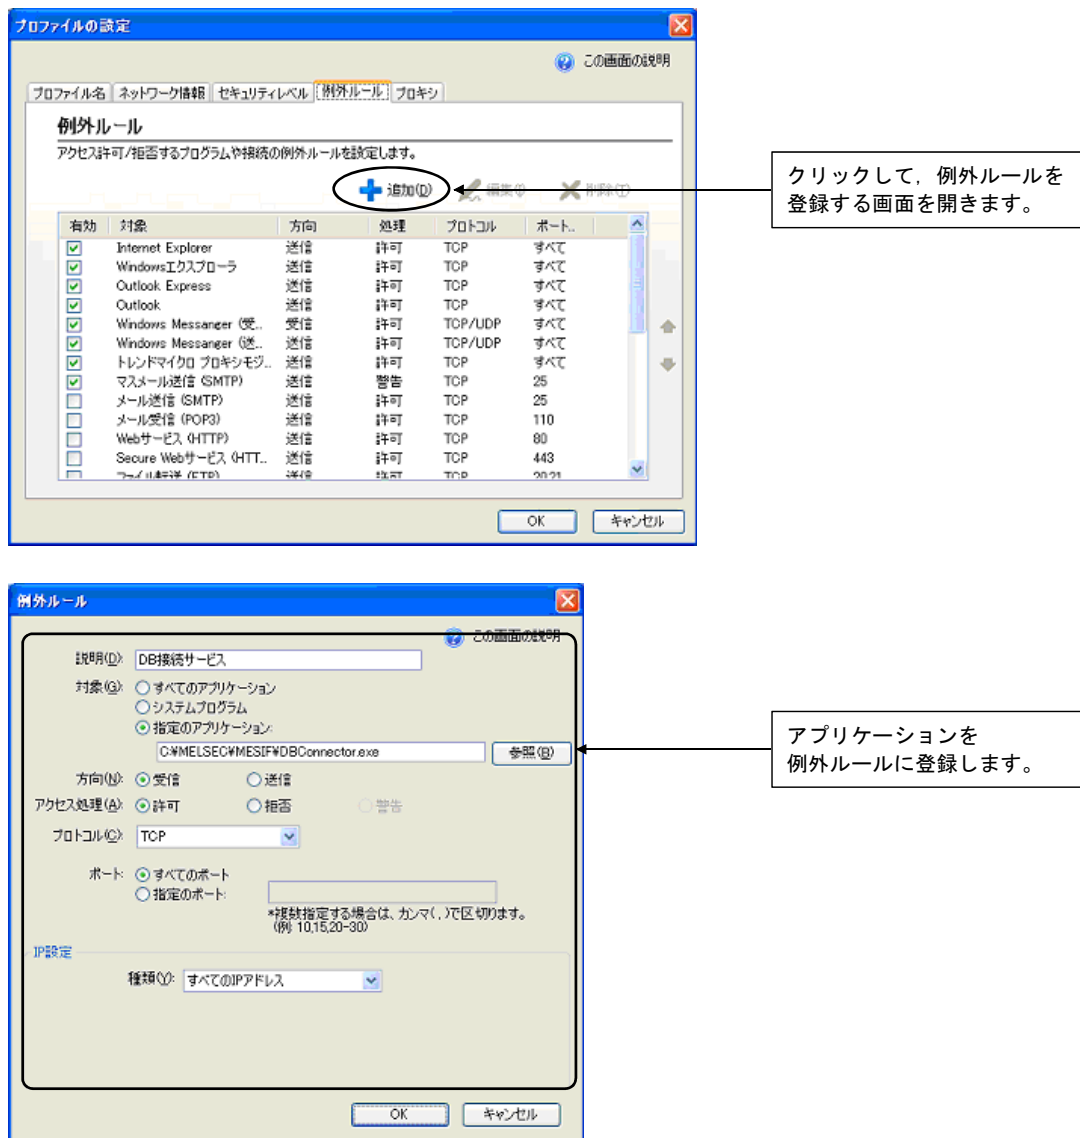 プロファイルの設定
この画面の説明
プロファイル名 ネットワーク情報 セキュリティレベル 例外ルール プロキシ
例外ルール
アクセス許可/拒否するプログラムや接続の例外ルールを設定します。
追加(D) 編集(I) 削除(T)
クリックして，例外ルールを
登録する画面を開きます。
有効 対象 方向 処理 プロトコル ポート..
Internet Explorer 送信 許可 TCP すべて
Windowsエクスプローラ 送信 許可 TCP すべて
Outlook Express 送信 許可 TCP すべて
Outlook 送信 許可 TCP すべて
Windows Messanger (受.. 受信 許可 TCP/UDP すべて
Windows Messanger (送.. 送信 許可 TCP/UDP すべて
トレンドマイクロ プロキシモジ.. 送信 許可 TCP すべて
マスメール送信 (SMTP) 送信 警告 TCP 25
メール送信 (SMTP) 送信 許可 TCP 25
メール受信 (POP3) 送信 許可 TCP 110
Webサービス (HTTP) 送信 許可 TCP 80
Secure Webサービス (HTT.. 送信 許可 TCP 443
ファイル転送 (FTP) 送信 許可 TCP 20,21
OK キャンセル
例外ルール
この画面の説明
説明(D): DB接続サービス
対象(G): すべてのアプリケーション
システムプログラム
指定のアプリケーション:
C:¥MELSEC¥MESIF¥DBConnector.exe 参照(B)
アプリケーションを
例外ルールに登録します。
方向(N): 受信 送信
アクセス処理(A): 許可 拒否 警告
プロトコル(C): TCP
ポート: すべてのポート
指定のポート:
*複数指定する場合は、カンマ(,)で区切ります。
(例: 10,15,20-30)
IP設定
種類(Y): すべてのIPアドレス
OK キャンセル